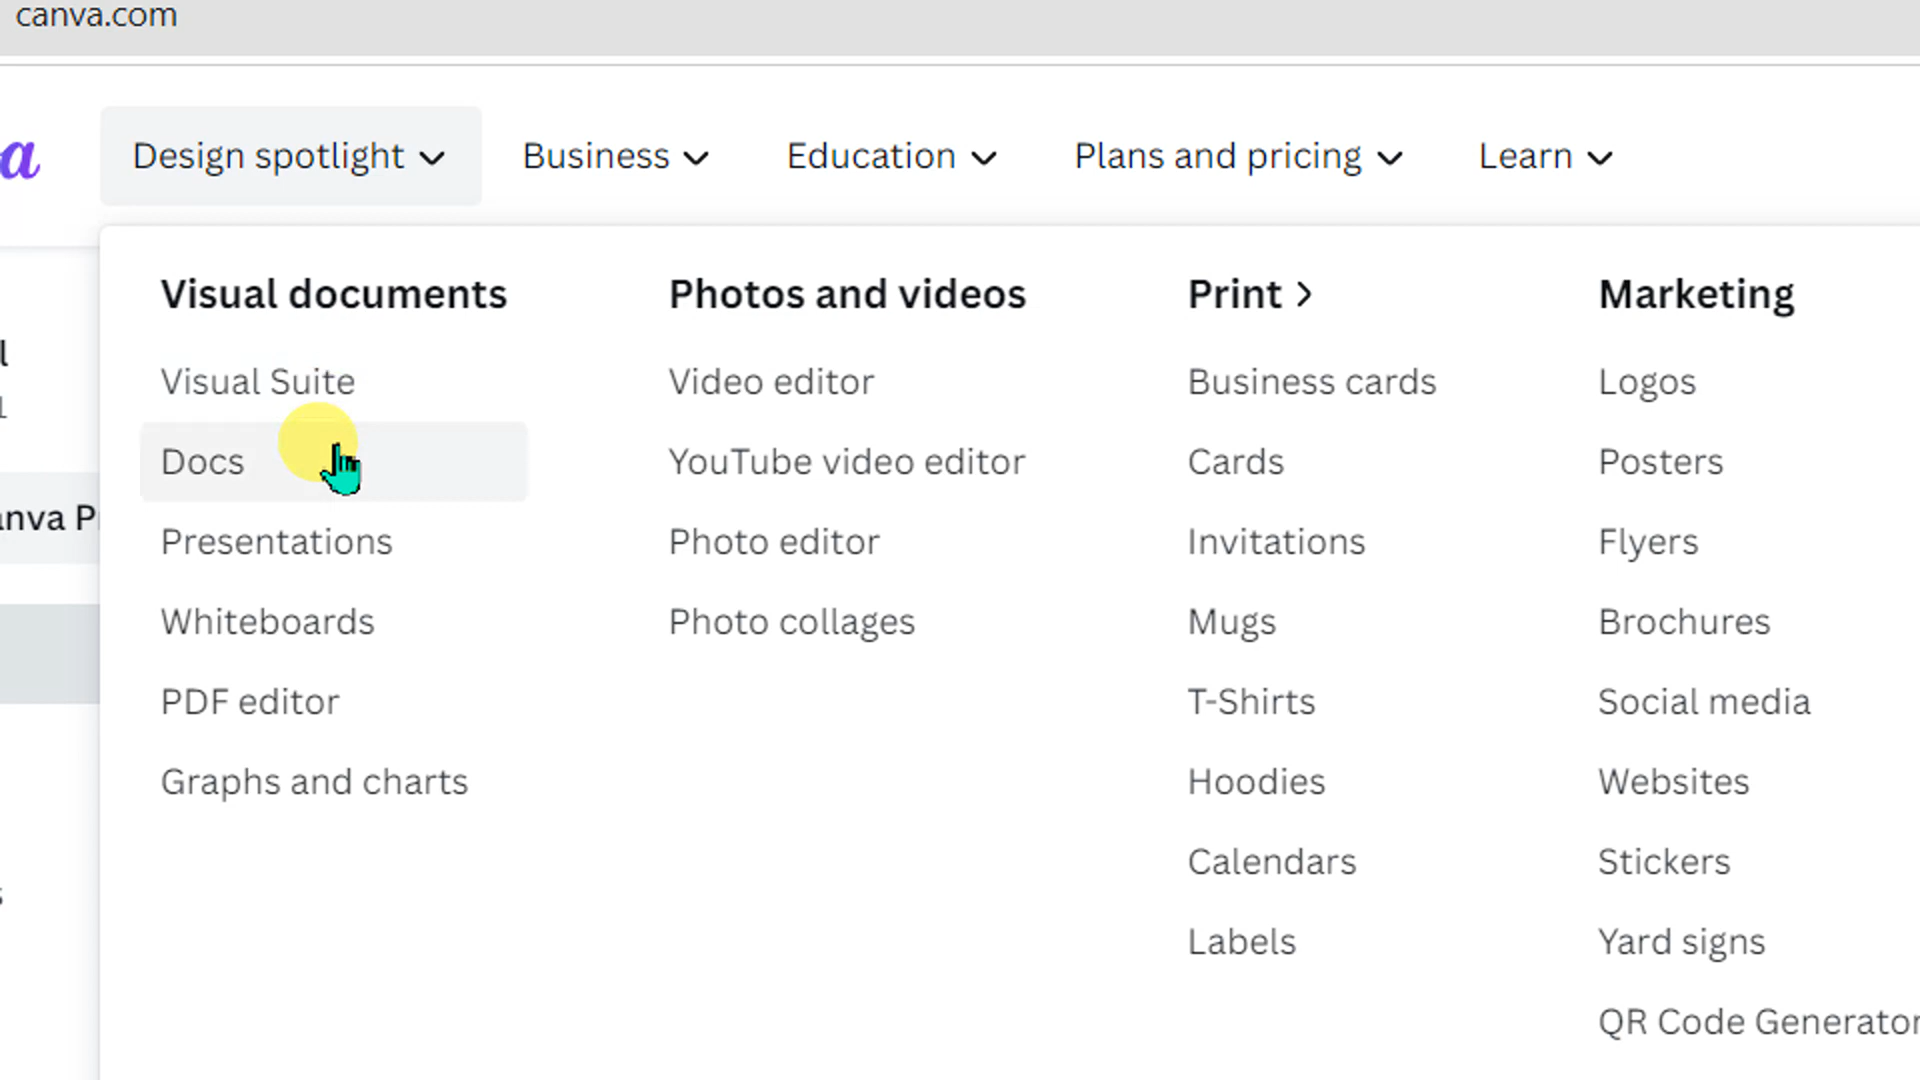 canva.com
a
Design spotlight
Business
Education
Plans and pricing
Learn
Visual documents
Visual Suite
Docs
Presentations
Whiteboards
PDF editor
Graphs and charts
Photos and videos
Video editor
YouTube video editor
Photo editor
Photo collages
Print >
Business cards
Cards
Invitations
Mugs
T-Shirts
Hoodies
Calendars
Labels
Marketing
Logos
Posters
Flyers
Brochures
Social media
Websites
Stickers
Yard signs
QR Code Generator
anva P